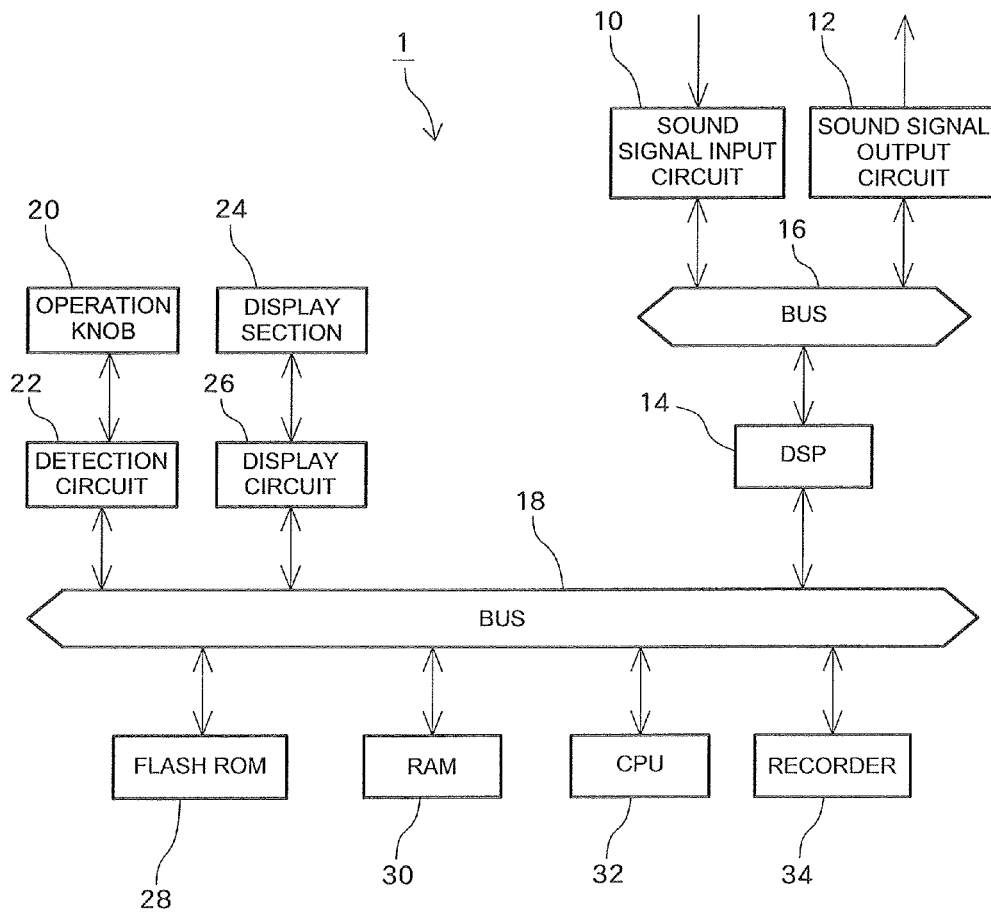 1
10
12
SOUND
SIGNAL INPUT
CIRCUIT
SOUND SIGNAL
OUTPUT
CIRCUIT
20
24
16
OPERATION
KNOB
DISPLAY
SECTION
BUS
22
26
14
DETECTION
CIRCUIT
DISPLAY
CIRCUIT
DSP
18
BUS
FLASH ROM
RAM
CPU
RECORDER
28
30
32
34